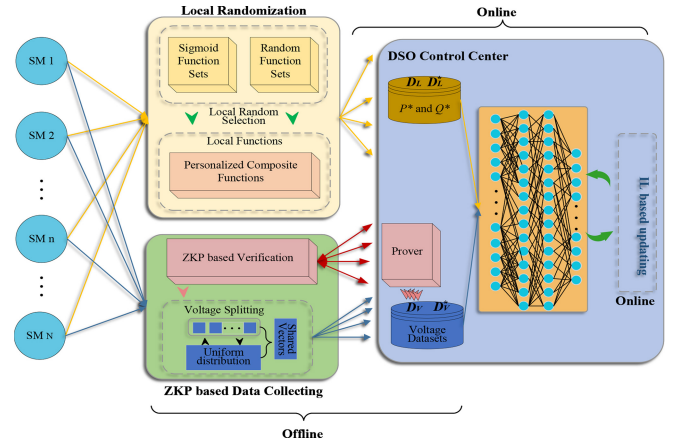 Local Randomization
Online
SM 1
SM 2
SM n
SM N
Sigmoid
Function
Sets
Random
Function
Sets
Local Random
Selection
Local Functions
Personalized Composite
Functions
DSO Control Center
P* and Q*
IL based updating
Online
ZKP based Verification
Prover
Voltage Splitting
Uniform
distribution
Shared
Vectors
Voltage
Datasets
ZKP based Data Collecting
Offline